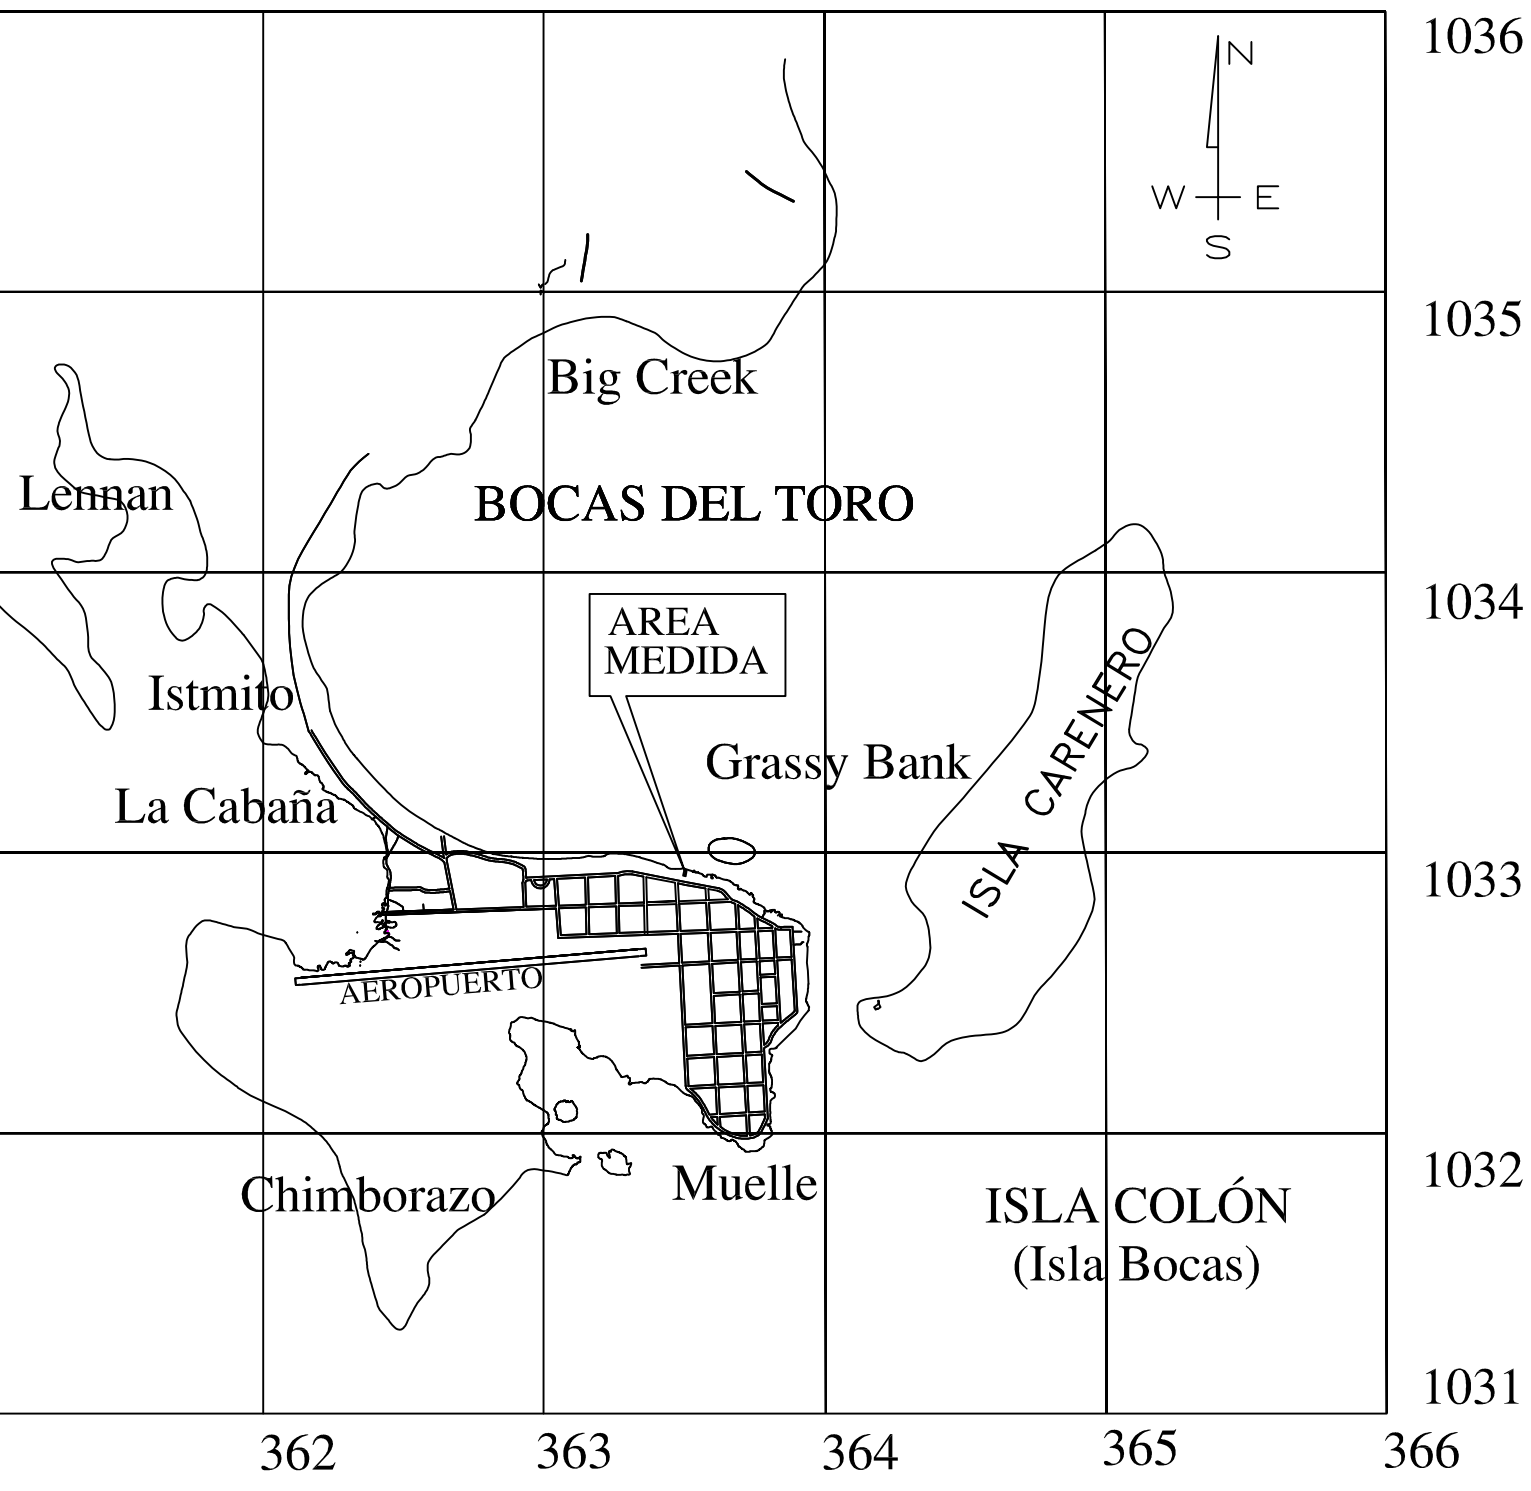 1036
N
W E
S
1035
Big Creek
Lennan
BOCAS DEL TORO
1034
AREA
MEDIDA
Istmito
Grassy Bank
ISLA CARENERO
La Cabaña
1033
AEROPUERTO
1032
Chimborazo
Muelle
ISLA COLÓN
(Isla Bocas)
1031
362 363 364 365 366